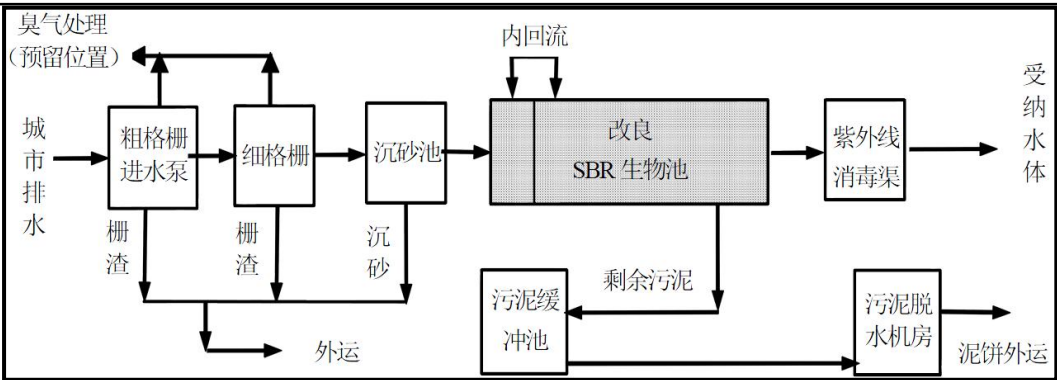 臭气处理
（预留位置）
内回流
城市排水
粗格栅
进水泵
细格栅
沉砂池
改良
SBR 生物池
紫外线
消毒渠
受纳水体
栅渣
栅渣
沉砂
剩余污泥
污泥缓
冲池
污泥脱
水机房
外运
泥饼外运